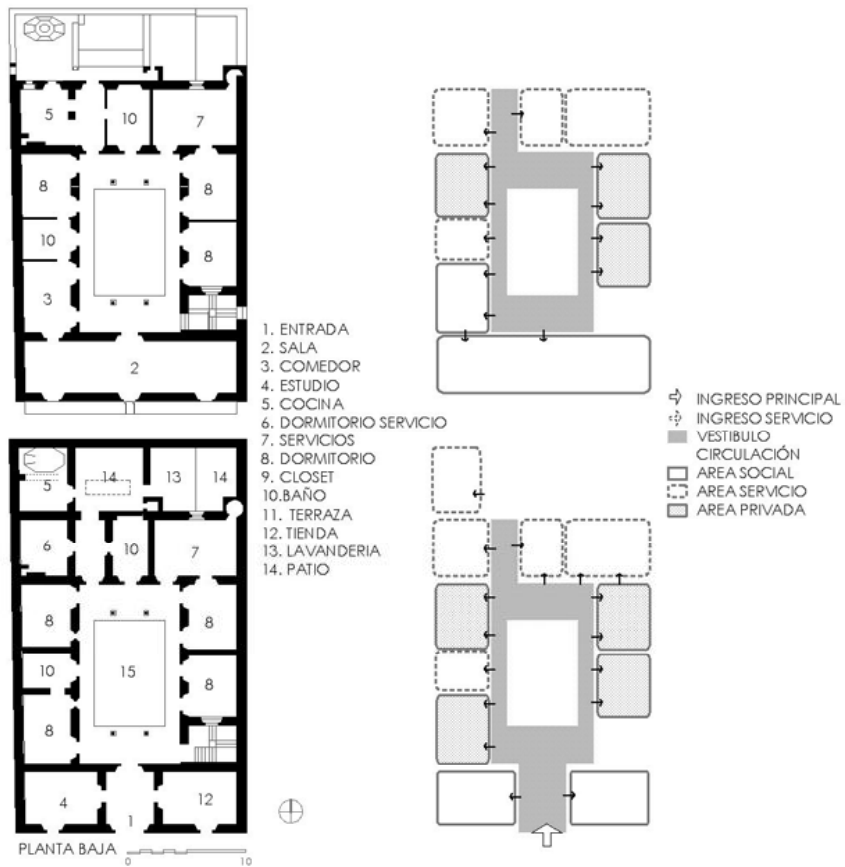 5
10
7
8
8
10
8
3
2
1. ENTRADA
2. SALA
3. COMEDOR
4. ESTUDIO
5. COCINA
6. DORMITORIO SERVICIO
7. SERVICIOS
8. DORMITORIO
9. CLOSET
10.BAÑO
11. TERRAZA
12. TIENDA
13. LAVANDERIA
14. PATIO
INGRESO PRINCIPAL
INGRESO SERVICIO
VESTIBULO
CIRCULACIÓN
AREA SOCIAL
AREA SERVICIO
AREA PRIVADA
5
14
13
14
6
10
7
8
8
10
15
8
8
4
1
12
PLANTA BAJA
0
10